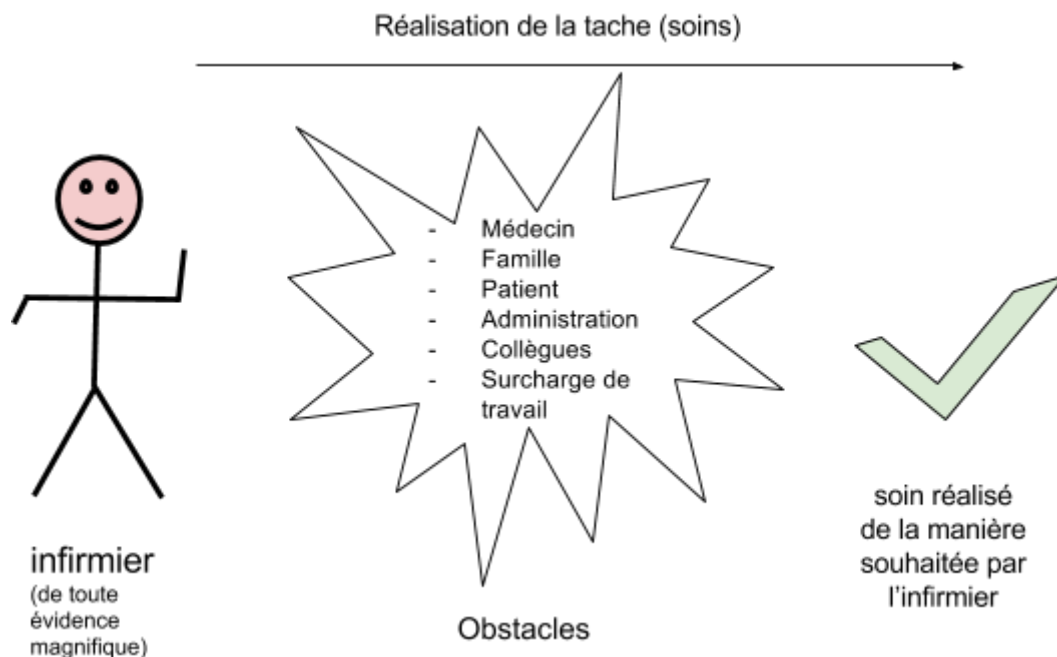 Réalisation de la tache (soins)
- Médecin
- Famille
- Patient
- Administration
- Collègues
- Surcharge de
travail
infirmier
(de toute
évidence
magnifique)
Obstacles
soin réalisé
de la manière
souhaitée par
l'infirmier